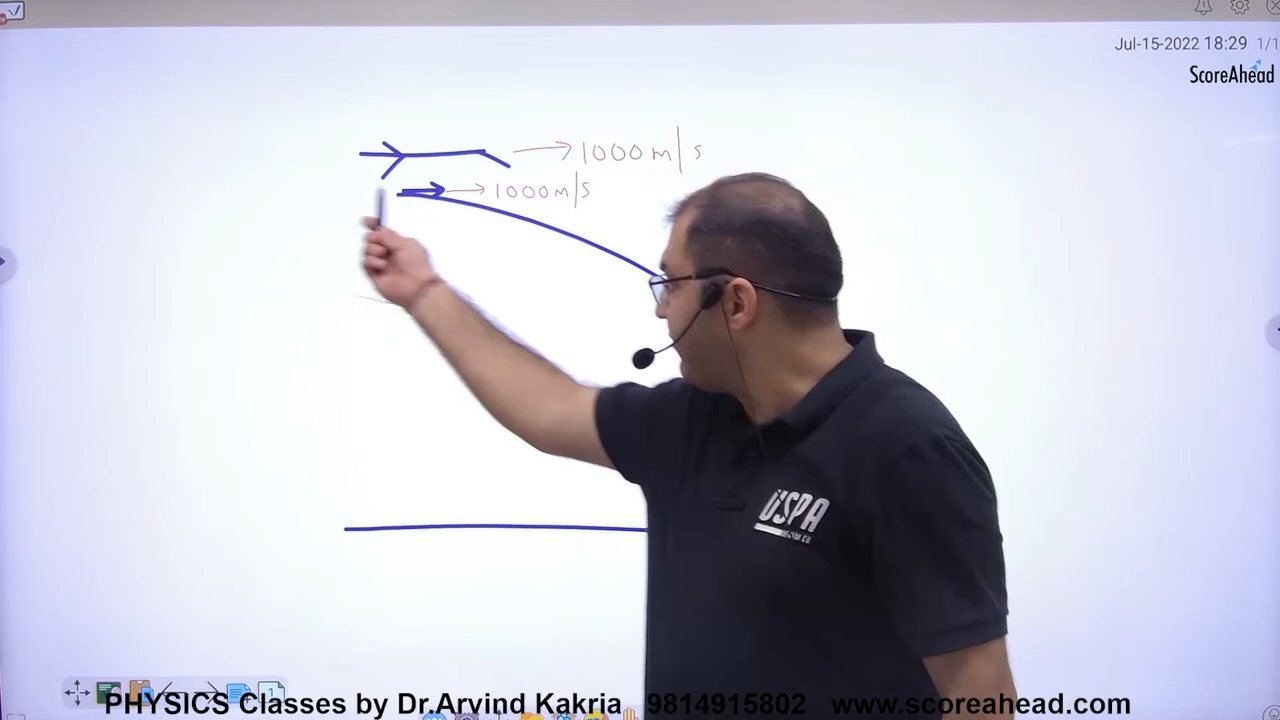 Jul-15-2022 18:29 1/1
ScoreAhead
1000 m/s
1000 m/s
USPA
PHYSICS Classes by Dr.Arvind Kakria 9814915802 www.scoreahead.com